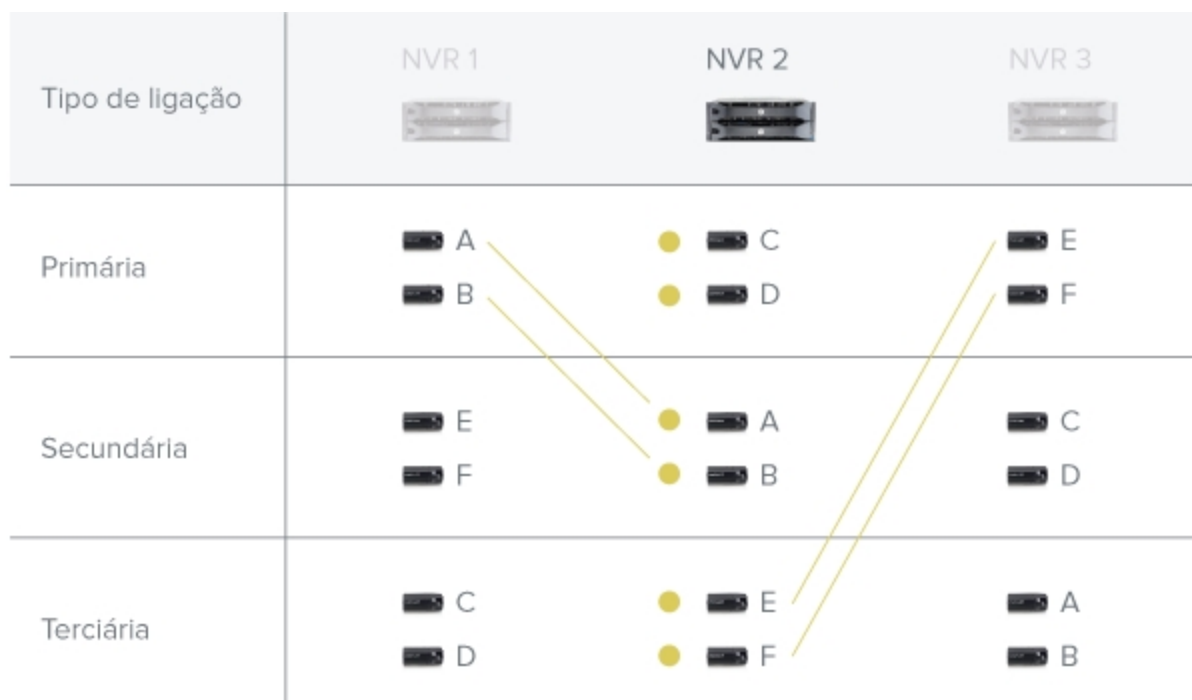 Tipo de ligação
NVR 1
NVR 2
NVR 3
Primária
A
C
E
B
D
F
Secundária
E
A
C
F
B
D
Terciária
C
E
A
D
F
B